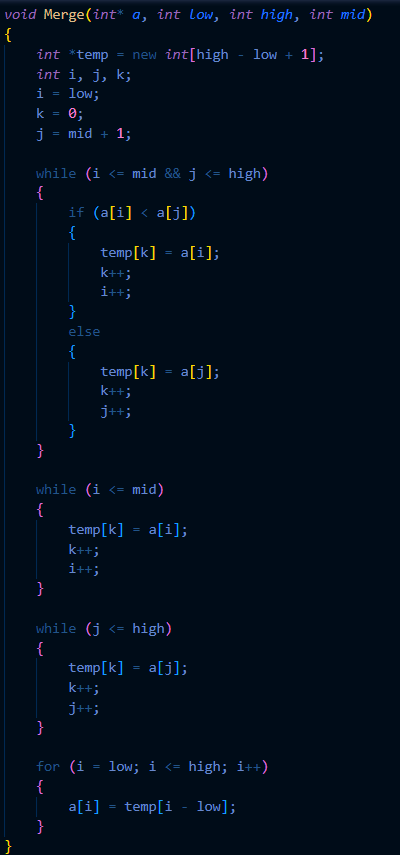 void Merge(int* a, int low, int high, int mid)
{
    int *temp = new int[high - low + 1];
    int i, j, k;
    i = low;
    k = 0;
    j = mid + 1;

    while (i <= mid && j <= high)
    {
        if (a[i] < a[j])
        {
            temp[k] = a[i];
            k++;
            i++;
        }
        else
        {
            temp[k] = a[j];
            k++;
            j++;
        }
    }

    while (i <= mid)
    {
        temp[k] = a[i];
        k++;
        i++;
    }

    while (j <= high)
    {
        temp[k] = a[j];
        k++;
        j++;
    }

    for (i = low; i <= high; i++)
    {
        a[i] = temp[i - low];
    }
}